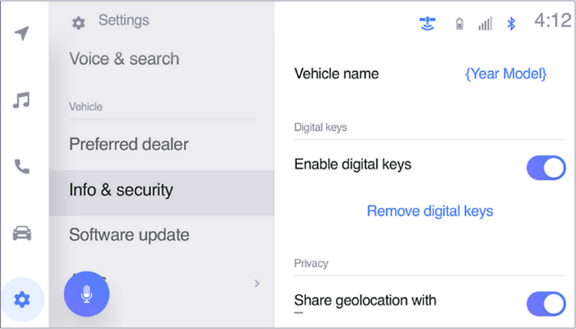 Settings
4:12
Voice & search
Vehicle
Preferred dealer
Info & security
Software update
Vehicle name
{Year Model}
Digital keys
Enable digital keys
Remove digital keys
Privacy
Share geolocation with